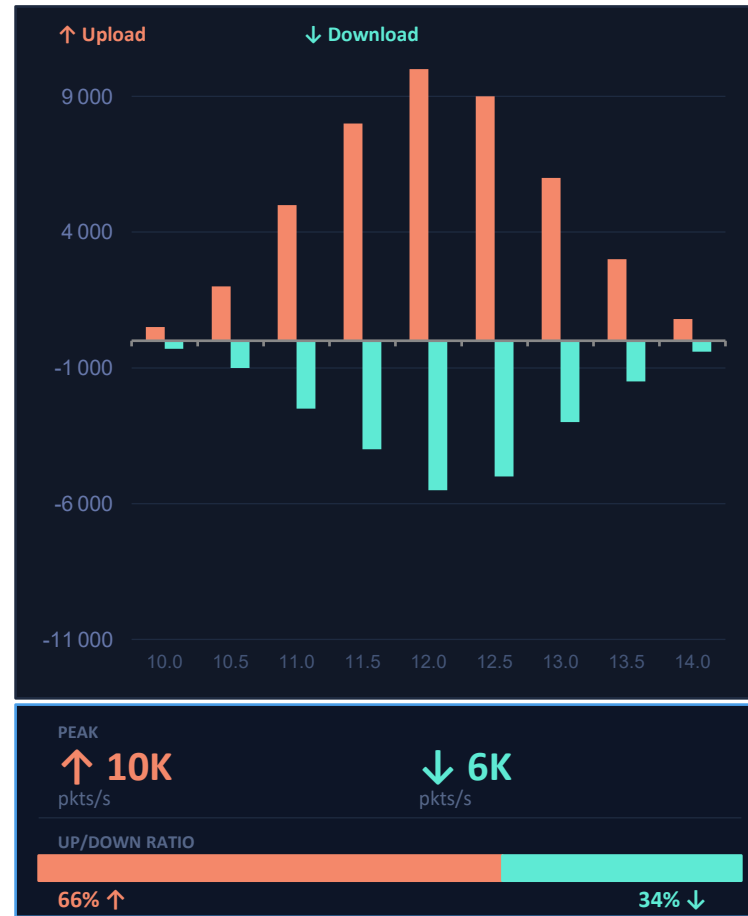 ↑ Upload ↓ Download
9 000
4 000
-1 000
-6 000
-11 000
10.0 10.5 11.0 11.5 12.0 12.5 13.0 13.5 14.0
PEAK
↑ 10K ↓ 6K
pkts/s pkts/s
UP/DOWN RATIO
66% ↑ 34% ↓